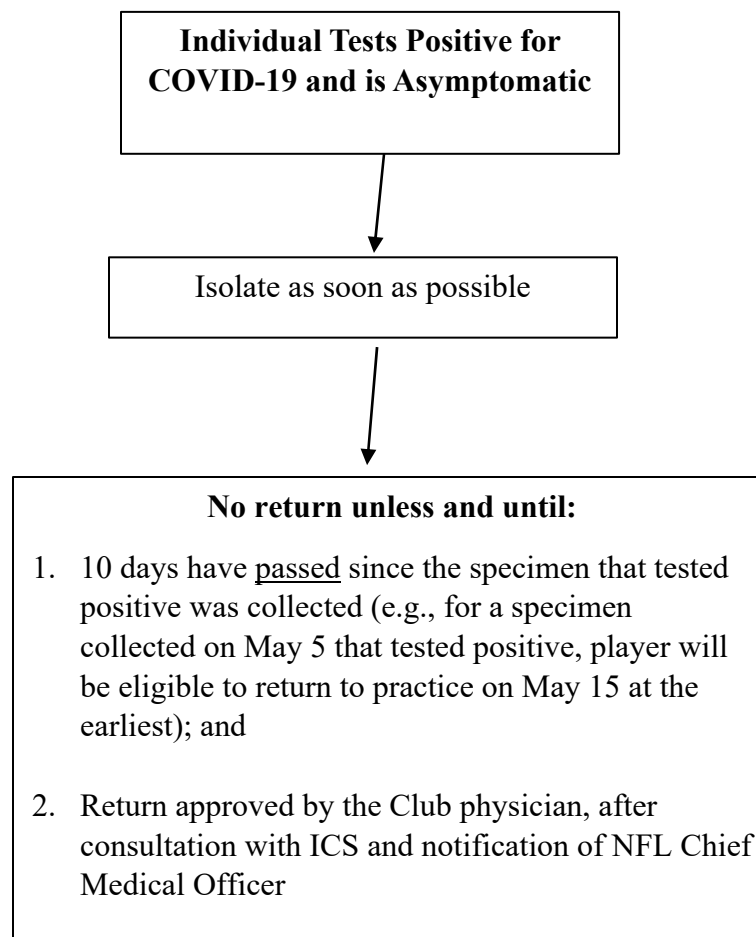 Individual Tests Positive for
COVID-19 and is Asymptomatic
Isolate as soon as possible
No return unless and until:
1. 10 days have passed since the specimen that tested
positive was collected (e.g., for a specimen
collected on May 5 that tested positive, player will
be eligible to return to practice on May 15 at the
earliest); and
2. Return approved by the Club physician, after
consultation with ICS and notification of NFL Chief
Medical Officer